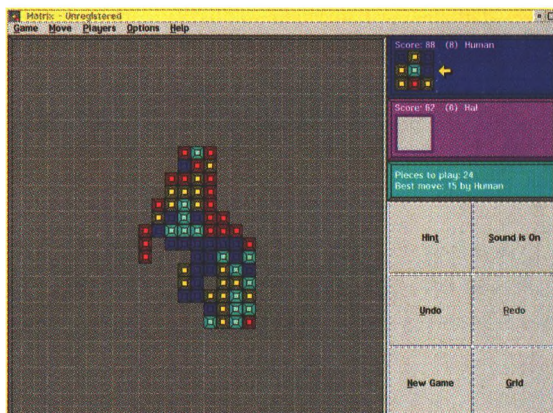 Matrix - Unregistered
Game Move Players Options Help
Score: 88 (8) Human
Score: 62 (6) Hal
Pieces to play: 24
Best move: 15 by Human
Hint
Sound is On
Undo
Redo
New Game
Grid